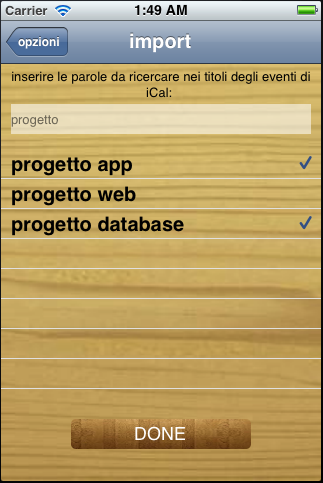 Carrier 1:49 AM
opzioni import
inserire le parole da ricercare nei titoli degli eventi di
iCal:
progetto
progetto app
progetto web
progetto database
DONE